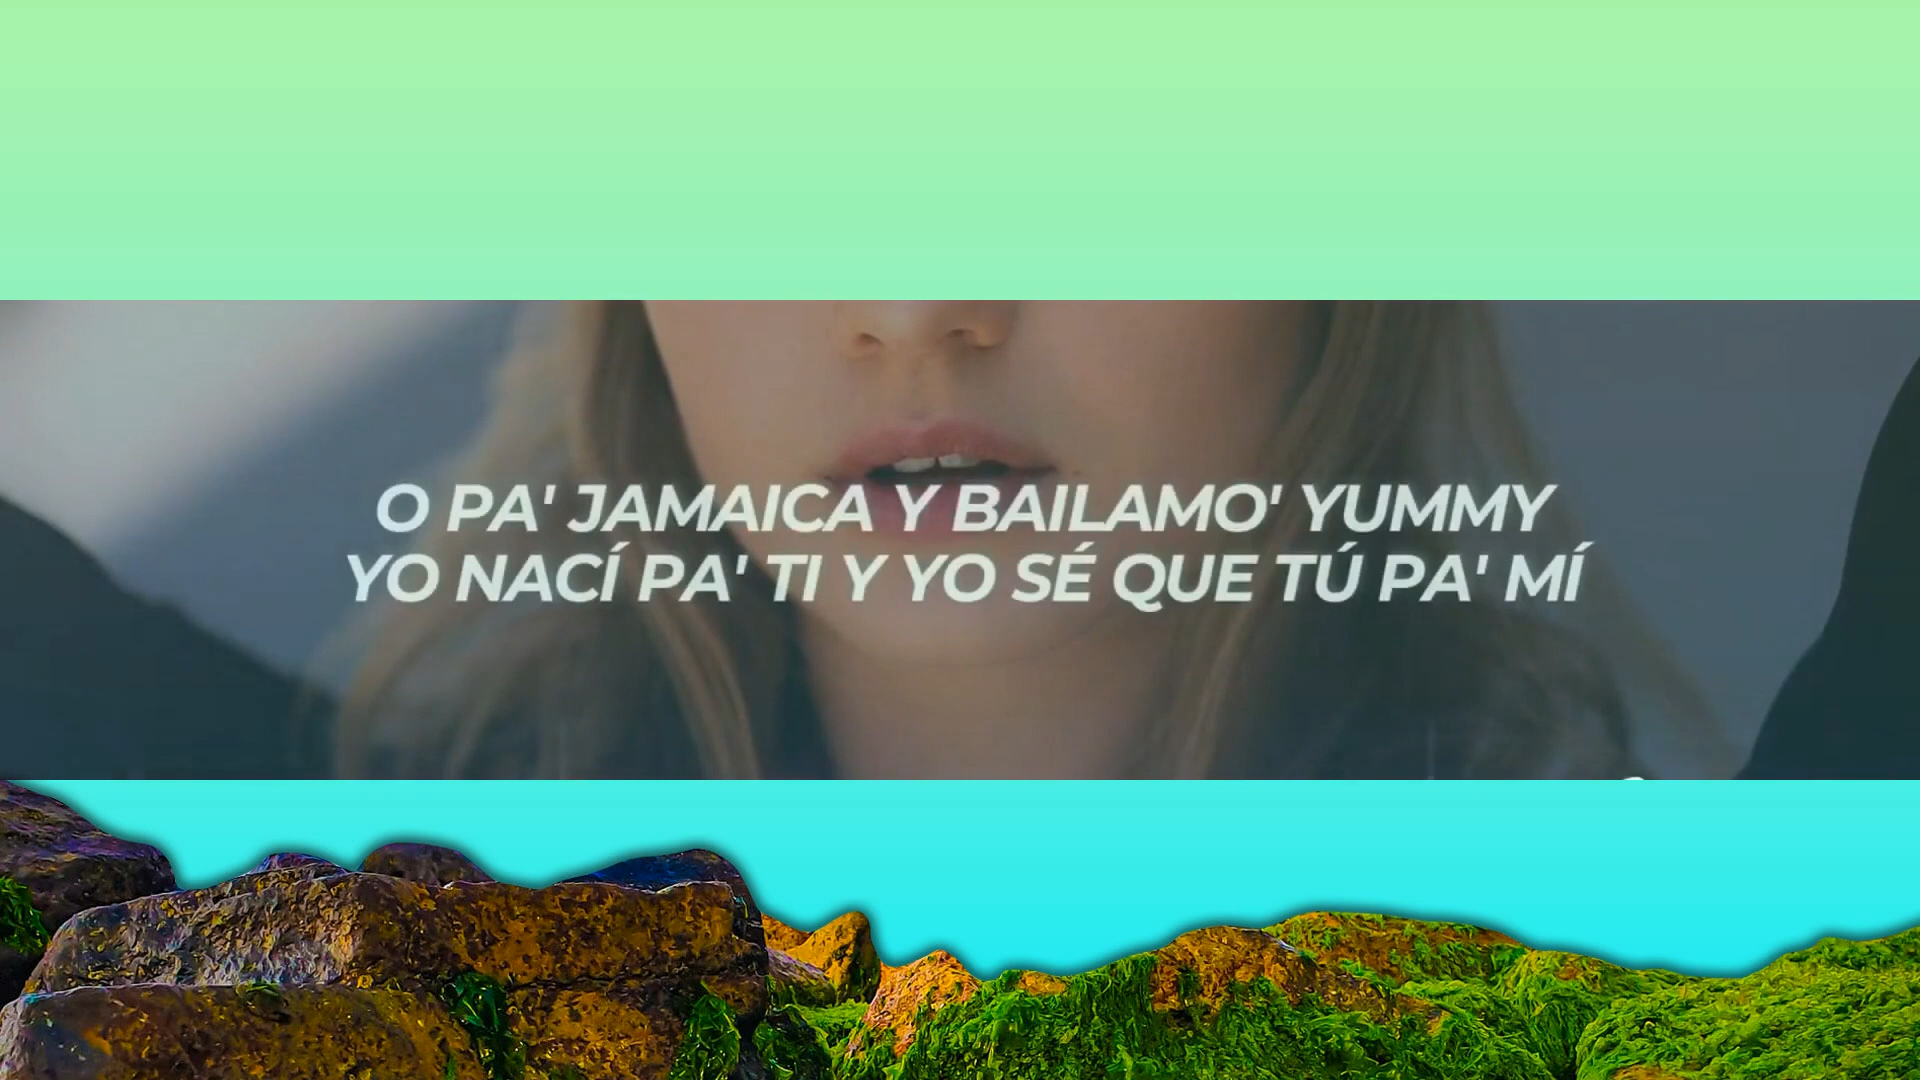 O PA' JAMAICA Y BAILAMO' YUMMY
YO NACÍ PA' TI Y YO SÉ QUE TÚ PA' MÍ